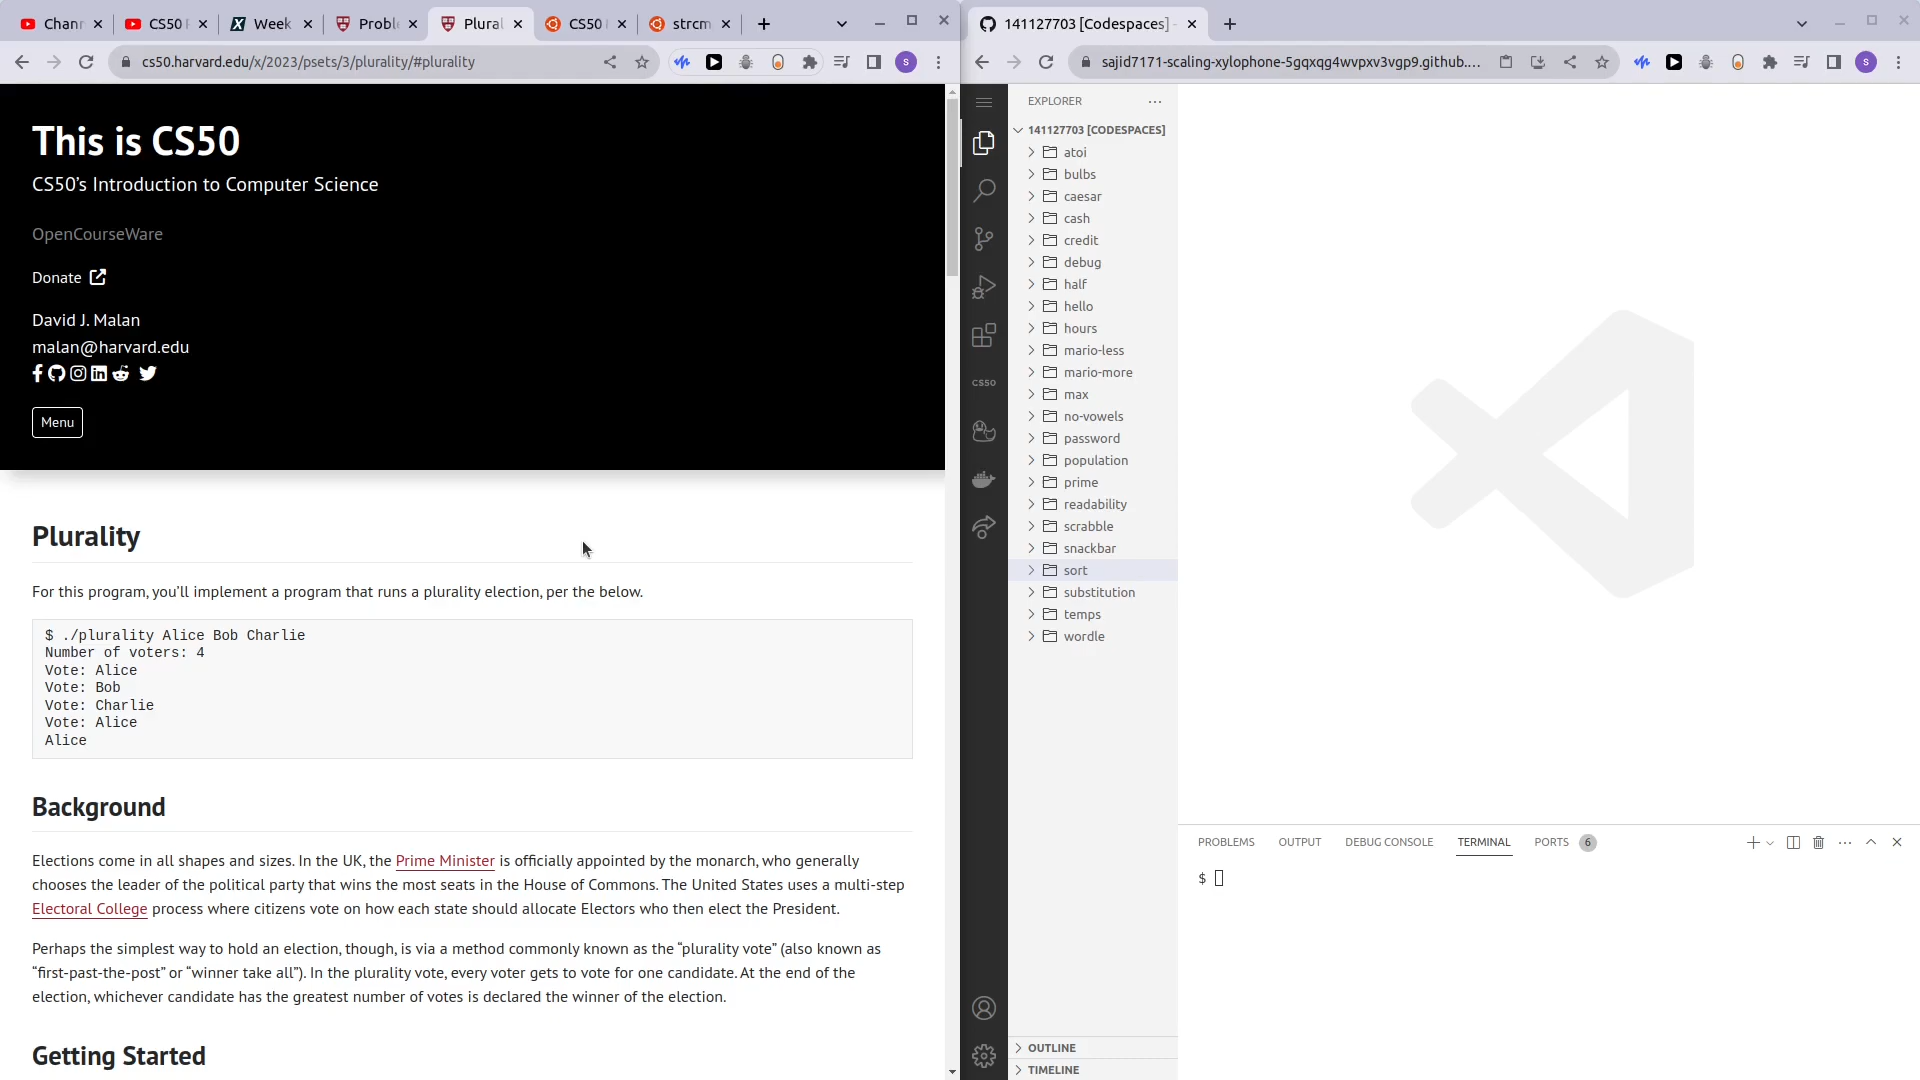 Chann
CS50 P
Week
Proble
Plural
CS50
strcm
cs50.harvard.edu/x/2023/psets/3/plurality/#plurality
S
This is CS50
CS50's Introduction to Computer Science
OpenCourseWare
Donate
David J. Malan
malan@harvard.edu
Menu
Plurality
For this program, you’ll implement a program that runs a plurality election, per the below.
$ ./plurality Alice Bob Charlie
Number of voters: 4
Vote: Alice
Vote: Bob
Vote: Charlie
Vote: Alice
Alice
Background
Elections come in all shapes and sizes. In the UK, the Prime Minister is officially appointed by the monarch, who generally
chooses the leader of the political party that wins the most seats in the House of Commons. The United States uses a multi-step
Electoral College process where citizens vote on how each state should allocate Electors who then elect the President.
Perhaps the simplest way to hold an election, though, is via a method commonly known as the “plurality vote” (also known as
“first-past-the-post” or “winner take all”). In the plurality vote, every voter gets to vote for one candidate. At the end of the
election, whichever candidate has the greatest number of votes is declared the winner of the election.
Getting Started
141127703 [Codespaces]
sajid7171-scaling-xylophone-5gqxqg4wvpxv3vgp9.github....
S
CS50
EXPLORER
141127703 [CODESPACES]
atoi
bulbs
caesar
cash
credit
debug
half
hello
hours
mario-less
mario-more
max
no-vowels
password
population
prime
readability
scrabble
snackbar
sort
substitution
temps
wordle
OUTLINE
TIMELINE
PROBLEMS OUTPUT DEBUG CONSOLE TERMINAL PORTS 6
$